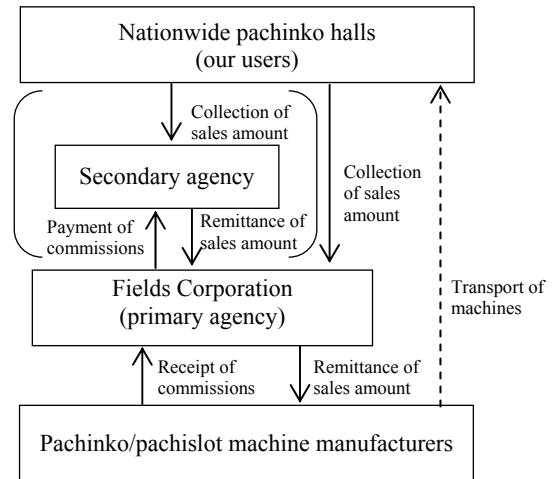 Nationwide pachinko halls
(our users)
Collection of
sales amount
Secondary agency
Collection
of sales
amount
Payment of
commissions
Remittance of
sales amount
Fields Corporation
(primary agency)
Transport of
machines
Receipt of
commissions
Remittance of
sales amount
Pachinko/pachislot machine manufacturers